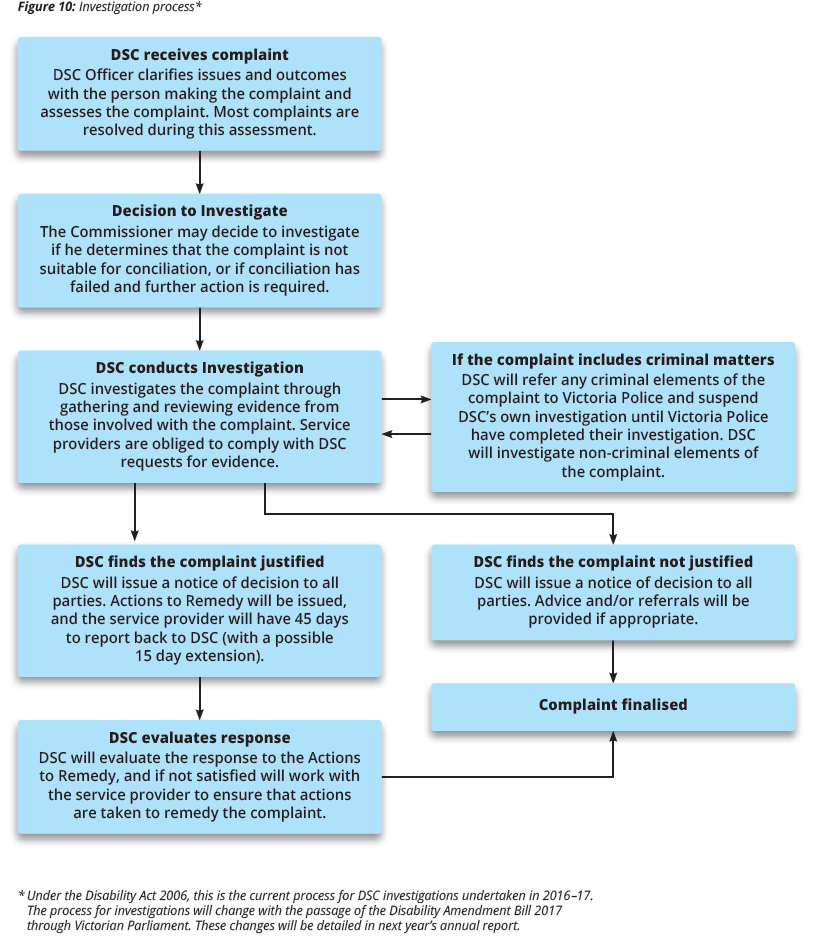 Figure 10: Investigation process*
DSC receives complaint
DSC Officer clarifies issues and outcomes
with the person making the complaint and
assesses the complaint. Most complaints are
resolved during this assessment.
Decision to Investigate
The Commissioner may decide to investigate
if he determines that the complaint is not
suitable for conciliation, or if conciliation has
failed and further action is required.
DSC conducts Investigation
DSC investigates the complaint through
gathering and reviewing evidence from
those involved with the complaint. Service
providers are obliged to comply with DSC
requests for evidence.
If the complaint includes criminal matters
DSC will refer any criminal elements of the
complaint to Victoria Police and suspend
DSC’s own investigation until Victoria Police
have completed their investigation. DSC
will investigate non-criminal elements of
the complaint.
DSC finds the complaint justified
DSC will issue a notice of decision to all
parties. Actions to Remedy will be issued,
and the service provider will have 45 days
to report back to DSC (with a possible
15 day extension).
DSC finds the complaint not justified
DSC will issue a notice of decision to all
parties. Advice and/or referrals will be
provided if appropriate.
Complaint finalised
DSC evaluates response
DSC will evaluate the response to the Actions
to Remedy, and if not satisfied will work with
the service provider to ensure that actions
are taken to remedy the complaint.
* Under the Disability Act 2006, this is the current process for DSC investigations undertaken in 2016–17.
The process for investigations will change with the passage of the Disability Amendment Bill 2017
through Victorian Parliament. These changes will be detailed in next year’s annual report.